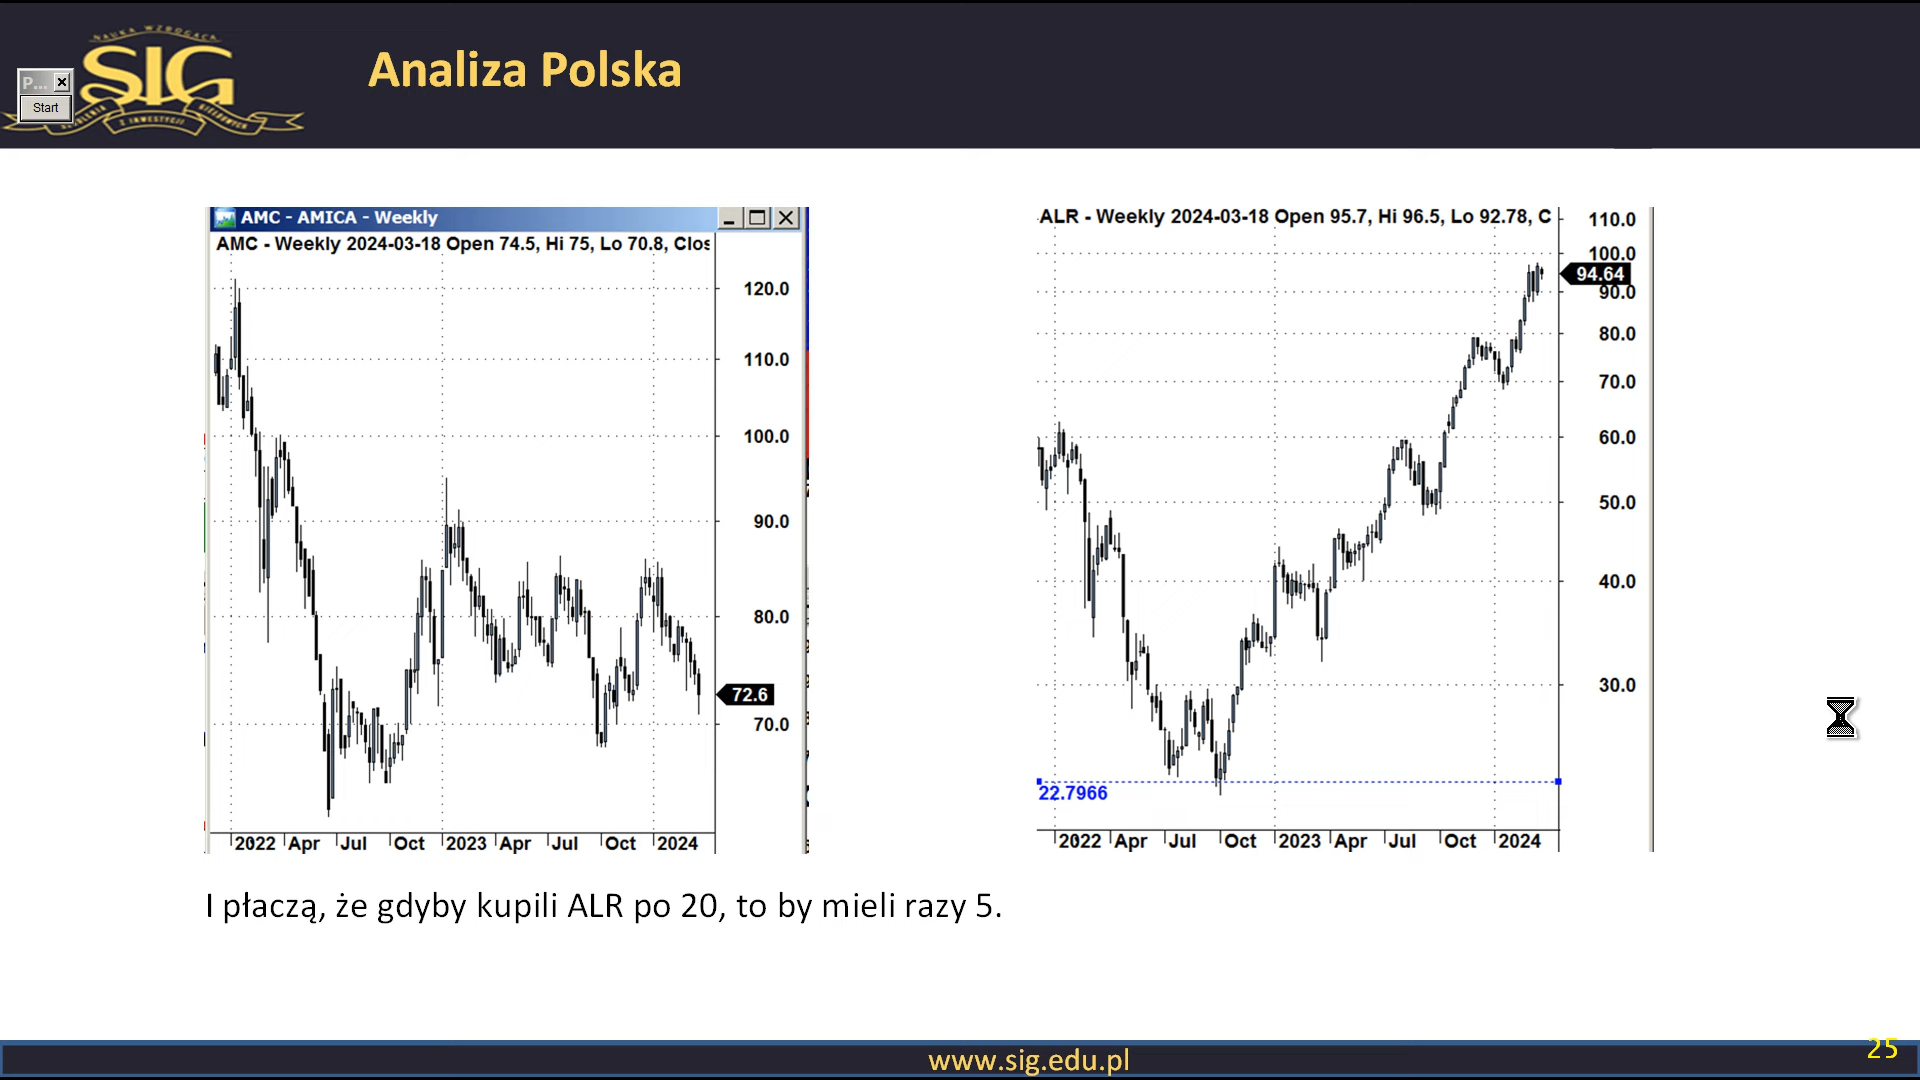 NAUKA WZBOGACA
SIG
Z INWESTYCJI
P...
Start
Analiza Polska
AMC - AMICA - Weekly
AMC - Weekly 2024-03-18 Open 74.5, Hi 75, Lo 70.8, Clos
120.0
110.0
100.0
90.0
80.0
72.6
70.0
2022 Apr Jul Oct 2023 Apr Jul Oct 2024
ALR - Weekly 2024-03-18 Open 95.7, Hi 96.5, Lo 92.78, C
110.0
100.0
94.64
90.0
80.0
70.0
60.0
50.0
40.0
30.0
22.7966
2022 Apr Jul Oct 2023 Apr Jul Oct 2024
I płaczą, że gdyby kupili ALR po 20, to by mieli razy 5.
www.sig.edu.pl
25